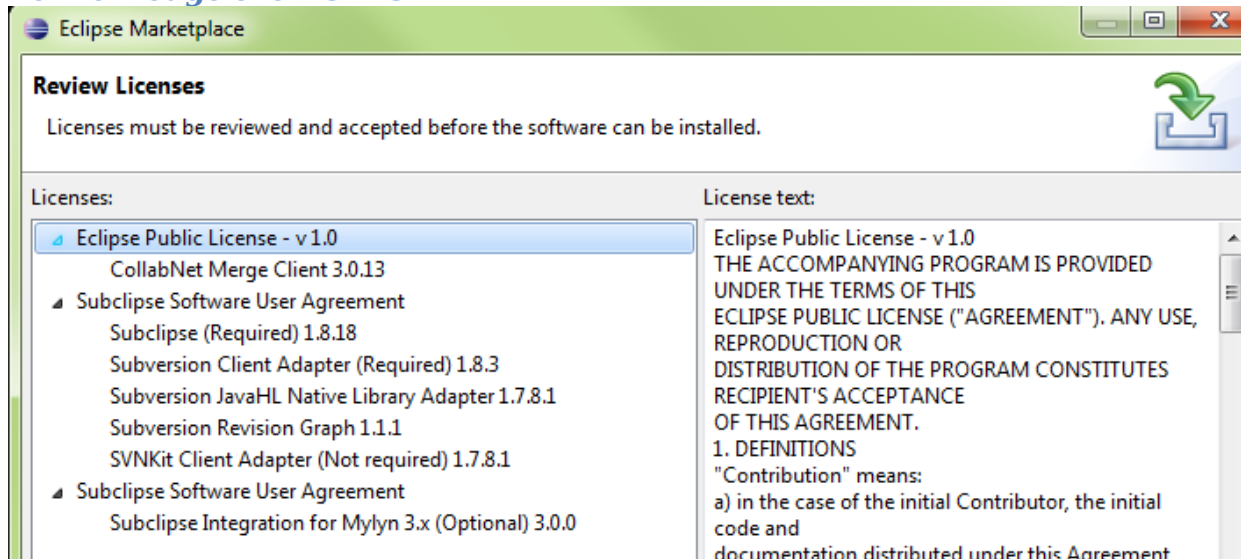 Eclipse Marketplace
Review Licenses
Licenses must be reviewed and accepted before the software can be installed.
Licenses:
Eclipse Public License - v 1.0
CollabNet Merge Client 3.0.13
Subclipse Software User Agreement
Subclipse (Required) 1.8.18
Subversion Client Adapter (Required) 1.8.3
Subversion JavaHL Native Library Adapter 1.7.8.1
Subversion Revision Graph 1.1.1
SVNKit Client Adapter (Not required) 1.7.8.1
Subclipse Software User Agreement
Subclipse Integration for Mylyn 3.x (Optional) 3.0.0
License text:
Eclipse Public License - v 1.0
THE ACCOMPANYING PROGRAM IS PROVIDED
UNDER THE TERMS OF THIS
ECLIPSE PUBLIC LICENSE ("AGREEMENT"). ANY USE,
REPRODUCTION OR
DISTRIBUTION OF THE PROGRAM CONSTITUTES
RECIPIENT'S ACCEPTANCE
OF THIS AGREEMENT.
1. DEFINITIONS
"Contribution" means:
a) in the case of the initial Contributor, the initial
code and
documentation distributed under this Agreement